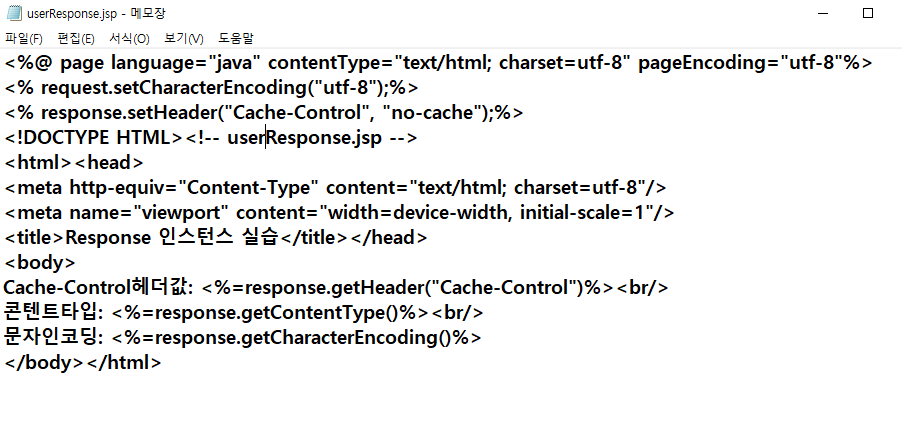 userResponse.jsp - 메모장
파일(F) 편집(E) 서식(O) 보기(V) 도움말
<%@ page language="java" contentType="text/html; charset=utf-8" pageEncoding="utf-8"%>
<% request.setCharacterEncoding("utf-8");%>
<% response.setHeader("Cache-Control", "no-cache");%>
<!DOCTYPE HTML><!-- userResponse.jsp -->
<html><head>
<meta http-equiv="Content-Type" content="text/html; charset=utf-8"/>
<meta name="viewport" content="width=device-width, initial-scale=1"/>
<title>Response 인스턴스 실습</title></head>
<body>
Cache-Control헤더값: <%=response.getHeader("Cache-Control")%><br/>
콘텐트타입: <%=response.getContentType()%><br/>
문자인코딩: <%=response.getCharacterEncoding()%>
</body></html>